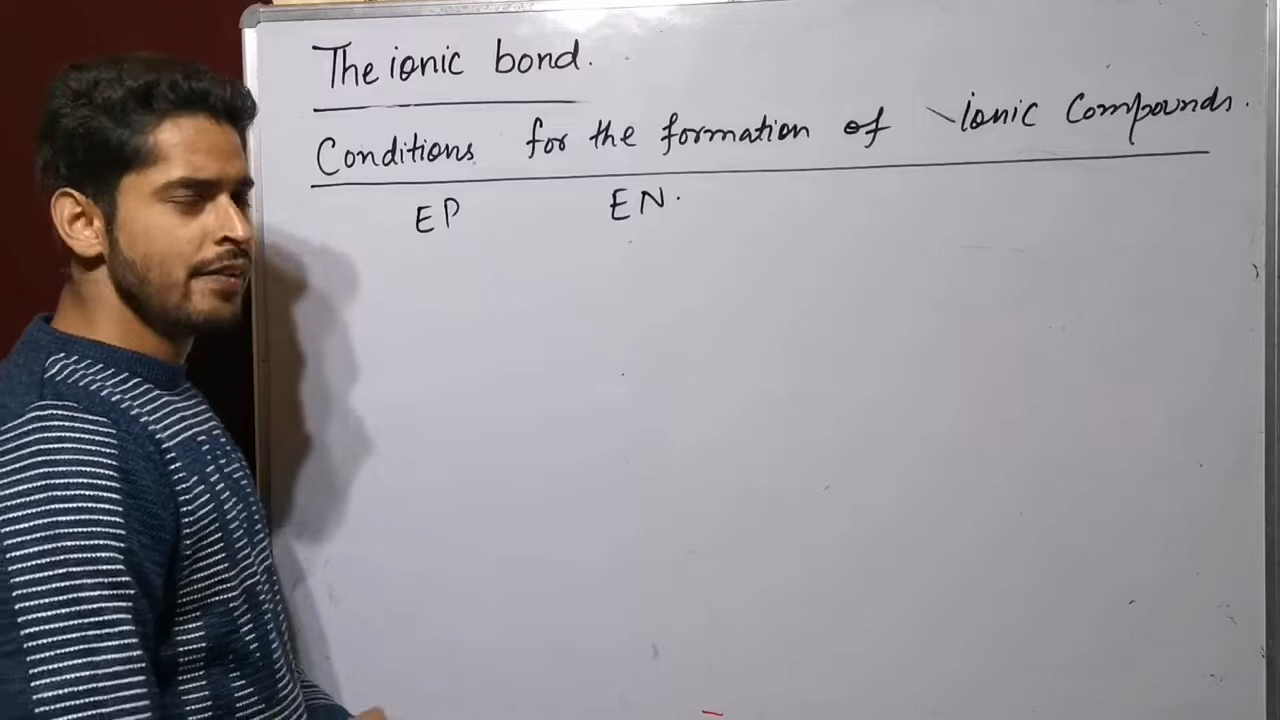 The ionic bond.
Conditions for the formation of ionic Compounds.
EP EN.